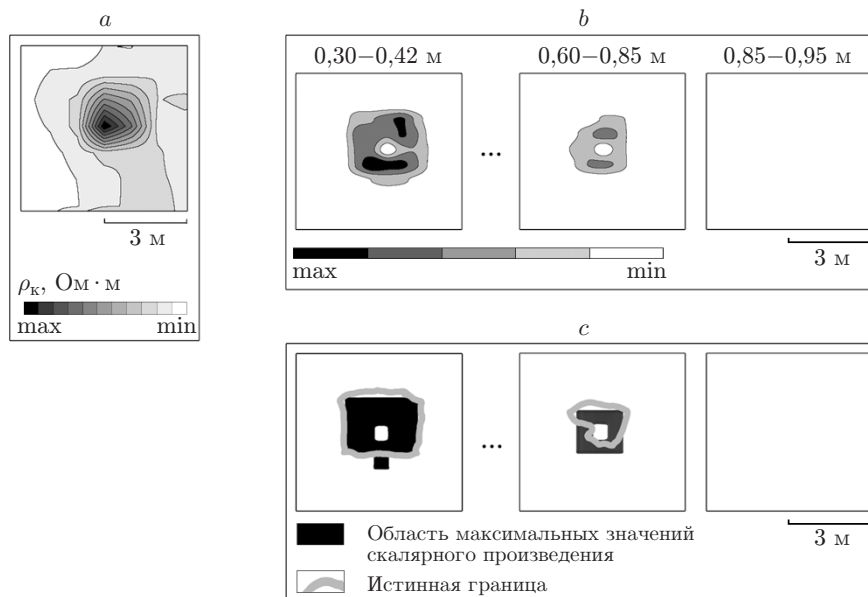 a
3 м
ρк, Ом · м
max min
b
0,30−0,42 м 0,60−0,85 м 0,85−0,95 м
...
max min
3 м
c
...
3 м
Область максимальных значений
скалярного произведения
Истинная граница